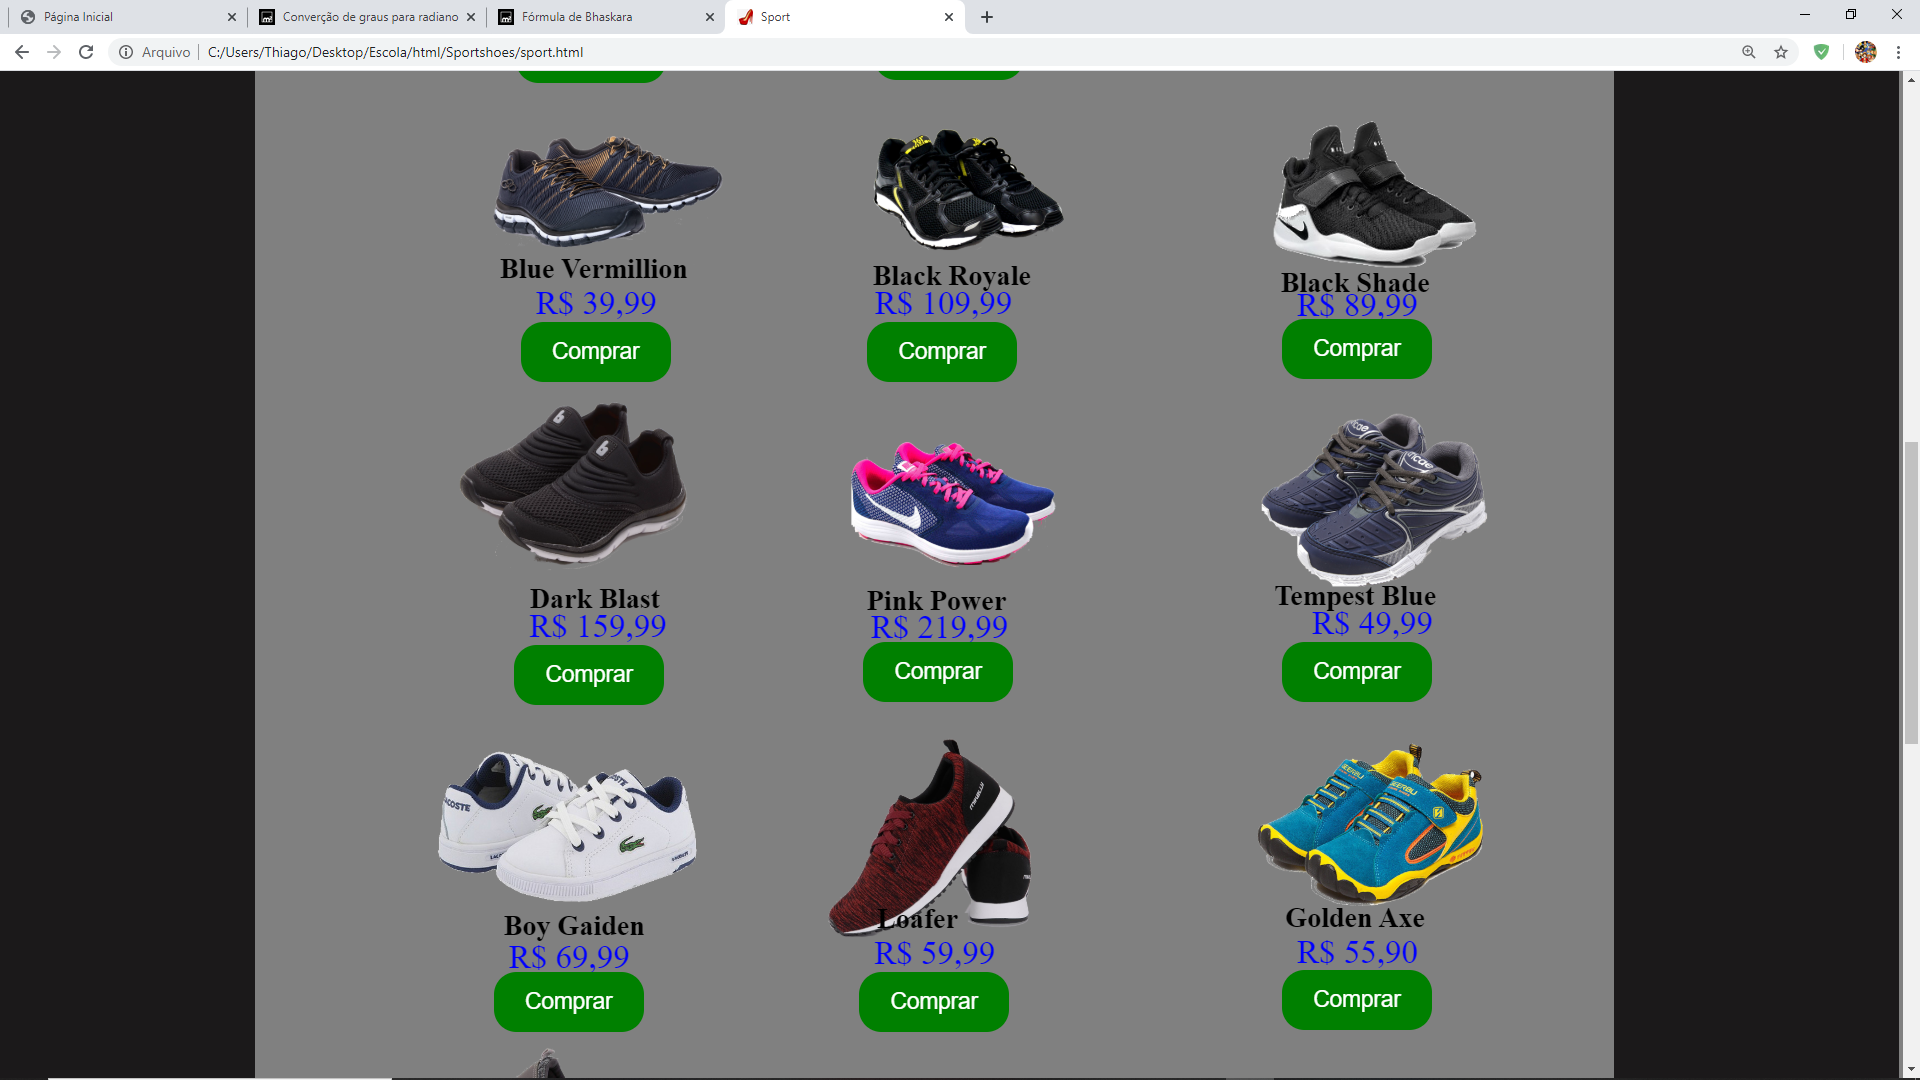 Página Inicial
Converção de graus para radiano
Fórmula de Bhaskara
Sport
Arquivo
C:/Users/Thiago/Desktop/Escola/html/Sportshoes/sport.html
Blue Vermillion
Black Royale
Black Shade
R$ 39,99
R$ 109,99
R$ 89,99
Comprar
Comprar
Comprar
Dark Blast
Pink Power
Tempest Blue
R$ 159,99
R$ 219,99
R$ 49,99
Comprar
Comprar
Comprar
LACOSTE
Boy Gaiden
Loafer
Golden Axe
R$ 69,99
R$ 59,99
R$ 55,90
Comprar
Comprar
Comprar